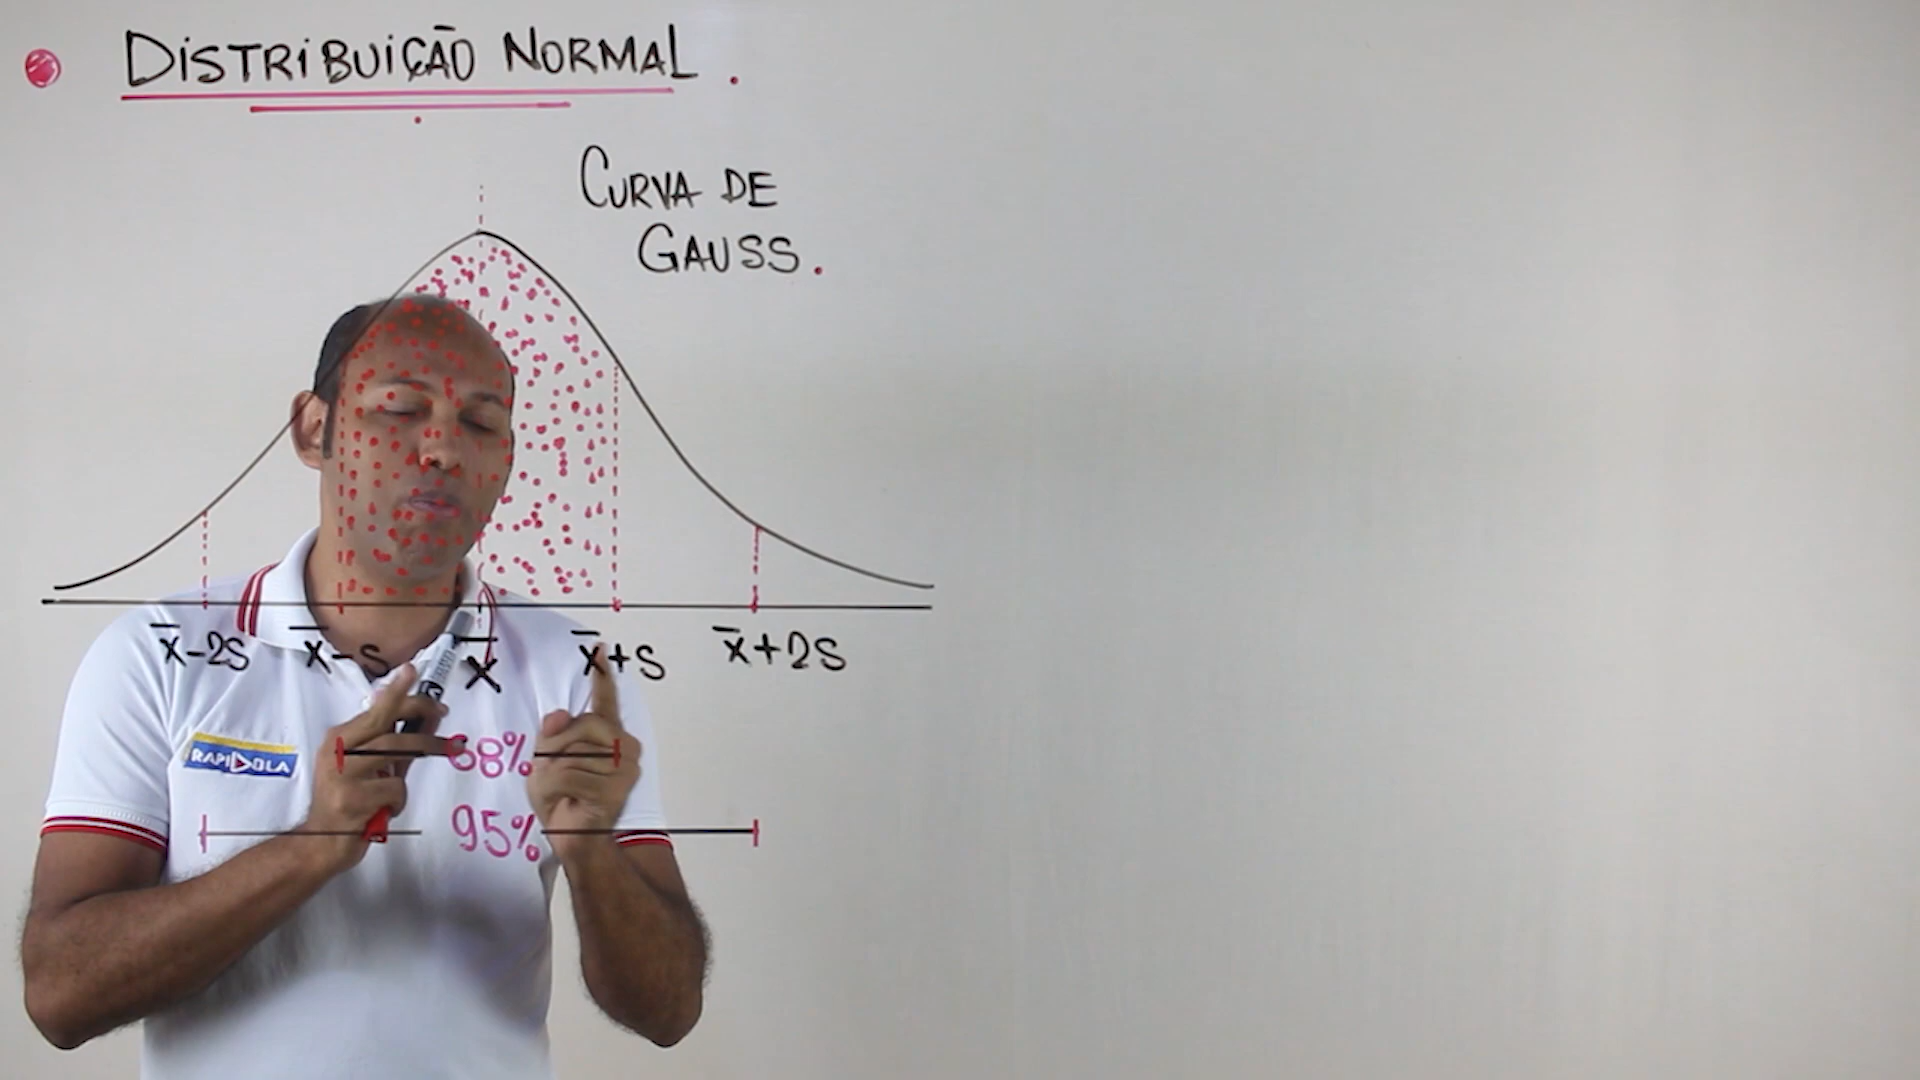 DISTRIBUIÇÃO NORMAL.
CURVA DE
GAUSS.
x̅-2S x̅-S x̅ x̅+S x̅+2S
RAPIDOLA
68%
95%